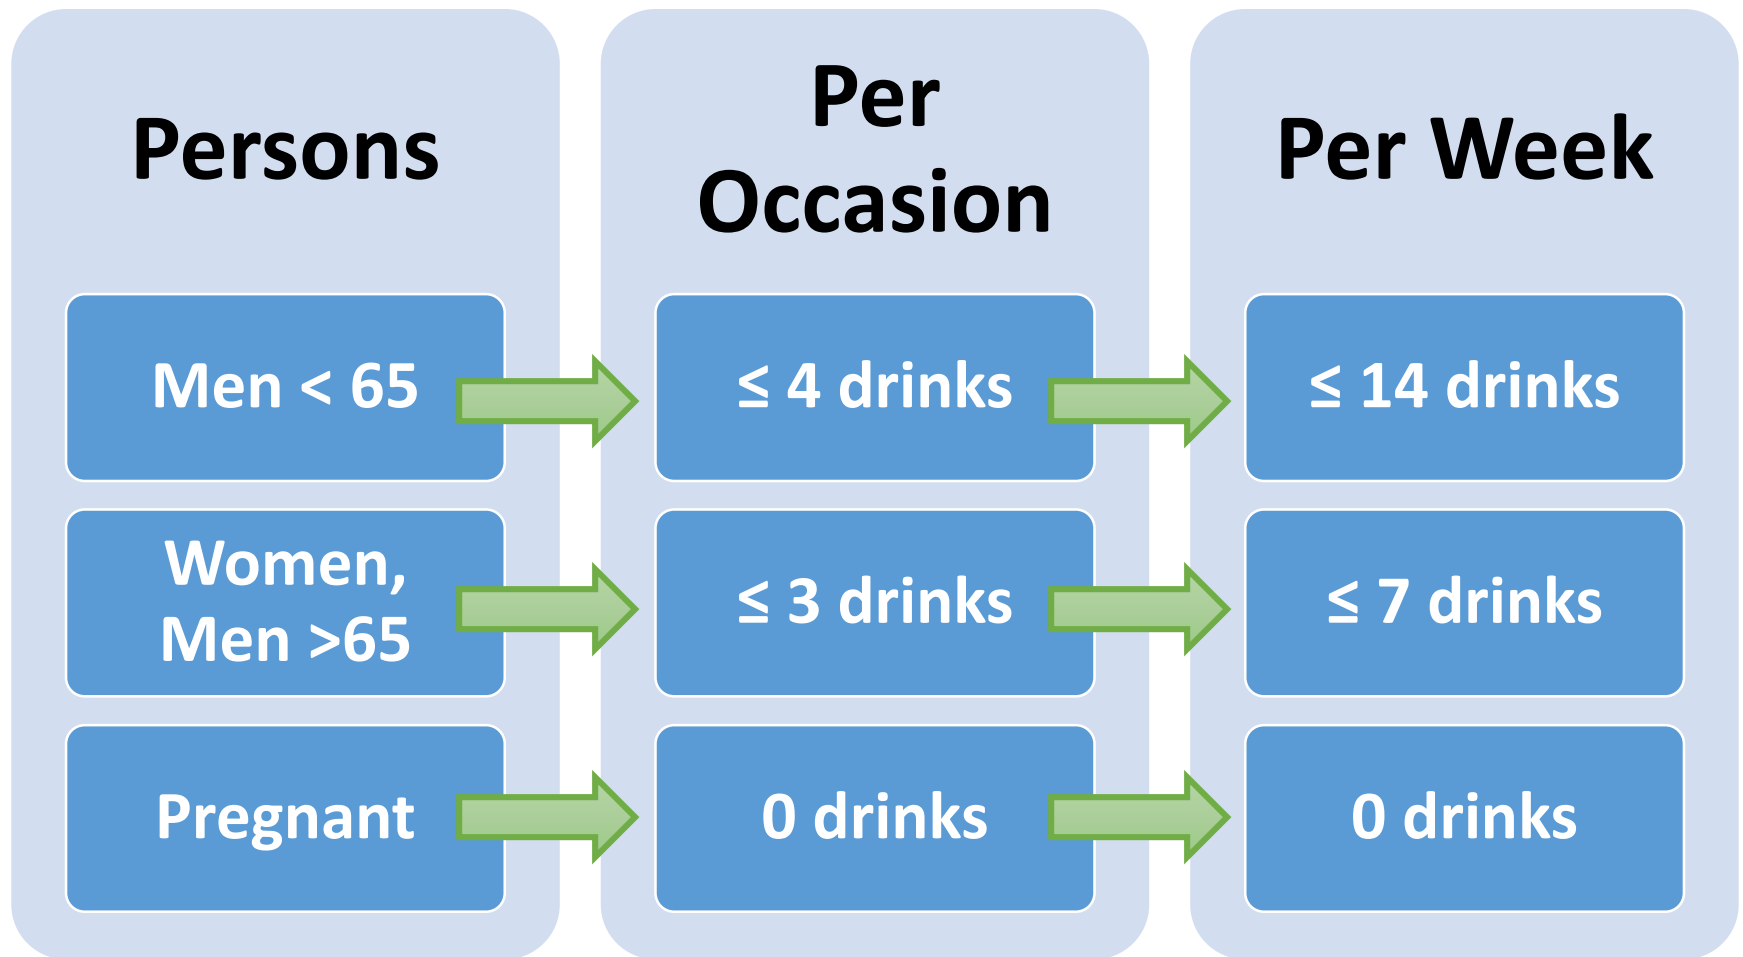 Persons
Per
Occasion
Per Week
Men < 65
≤ 4 drinks
≤ 14 drinks
Women,
Men >65
≤ 3 drinks
≤ 7 drinks
Pregnant
0 drinks
0 drinks